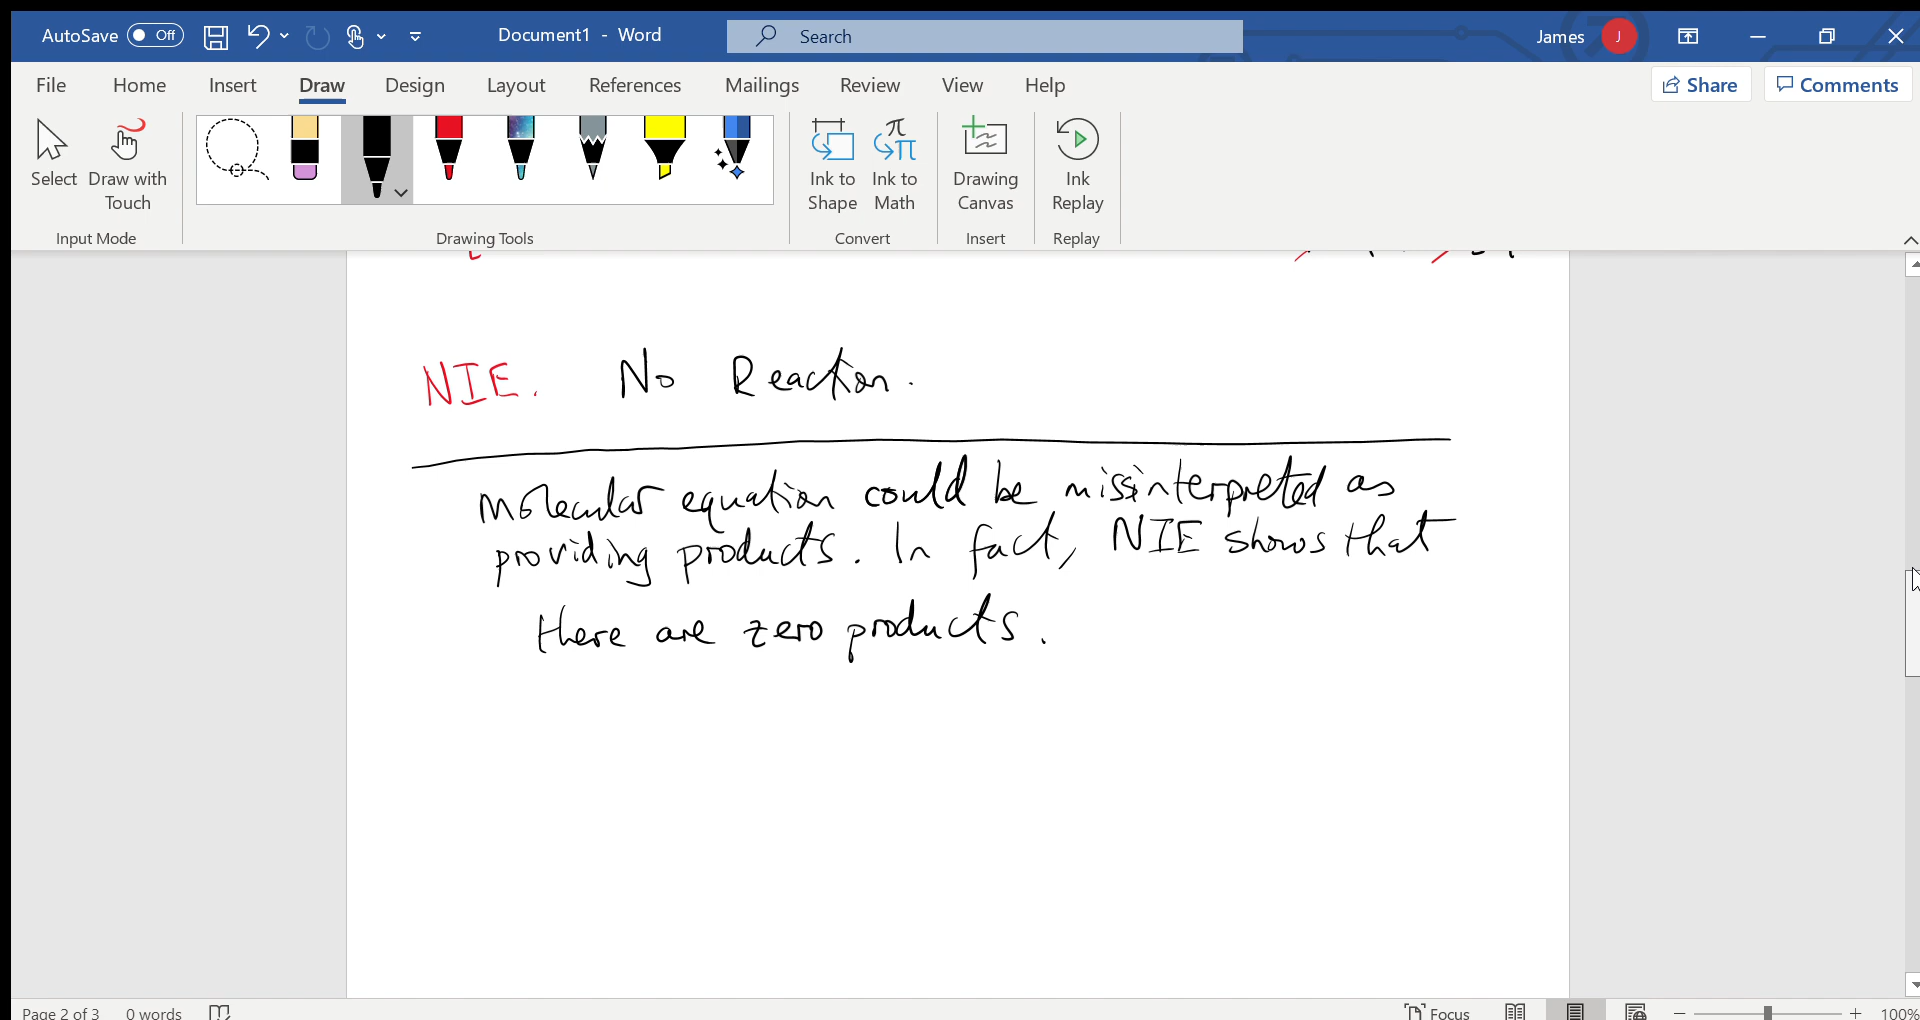 AutoSave Off Document1 - Word Search James J
File Home Insert Draw Design Layout References Mailings Review View Help Share Comments
Select Draw with Touch Ink to Shape Ink to Math Drawing Canvas Ink Replay
Input Mode Drawing Tools Convert Insert Replay
NIE. No Reaction.
Molecular equation could be missinterpreted as
providing products. In fact, NIE shows that
there are zero products.
Page 2 of 3 0 words Focus 100%